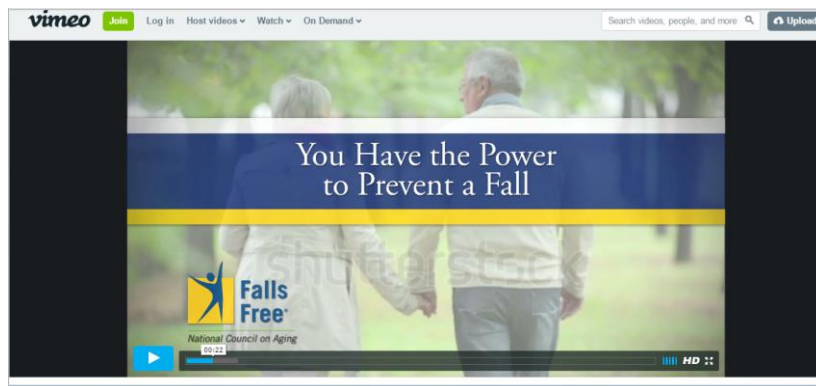 vimeo Join Log in Host videos Watch On Demand Search videos, people, and more Upload
You Have the Power
to Prevent a Fall
shutterstock
Falls
Free
National Council on Aging
00:22
HD